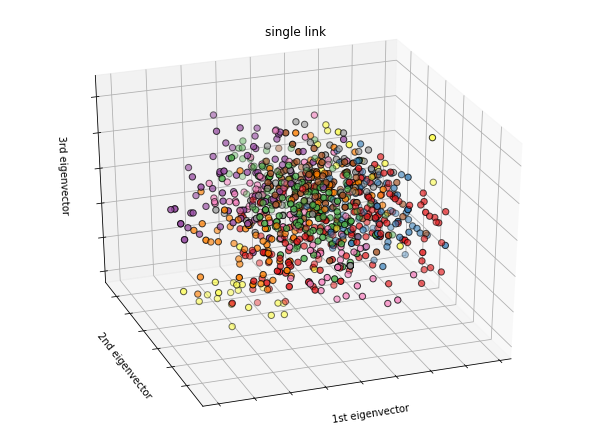 single link
3rd eigenvector
2nd eigenvector
1st eigenvector